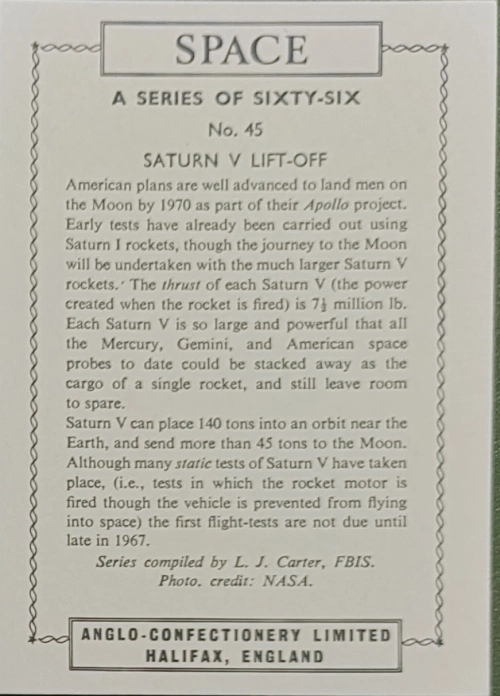 SPACE
A SERIES OF SIXTY-SIX
No. 45
SATURN V LIFT-OFF
American plans are well advanced to land men on
the Moon by 1970 as part of their Apollo project.
Early tests have already been carried out using
Saturn I rockets, though the journey to the Moon
will be undertaken with the much larger Saturn V
rockets. The thrust of each Saturn V (the power
created when the rocket is fired) is 7½ million lb.
Each Saturn V is so large and powerful that all
the Mercury, Gemini, and American space
probes to date could be stacked away as the
cargo of a single rocket, and still leave room
to spare.
Saturn V can place 140 tons into an orbit near the
Earth, and send more than 45 tons to the Moon.
Although many static tests of Saturn V have taken
place, (i.e., tests in which the rocket motor is
fired though the vehicle is prevented from flying
into space) the first flight-tests are not due until
late in 1967.
Series compiled by L. J. Carter, FBIS.
Photo. credit: NASA.
ANGLO-CONFECTIONERY LIMITED
HALIFAX, ENGLAND